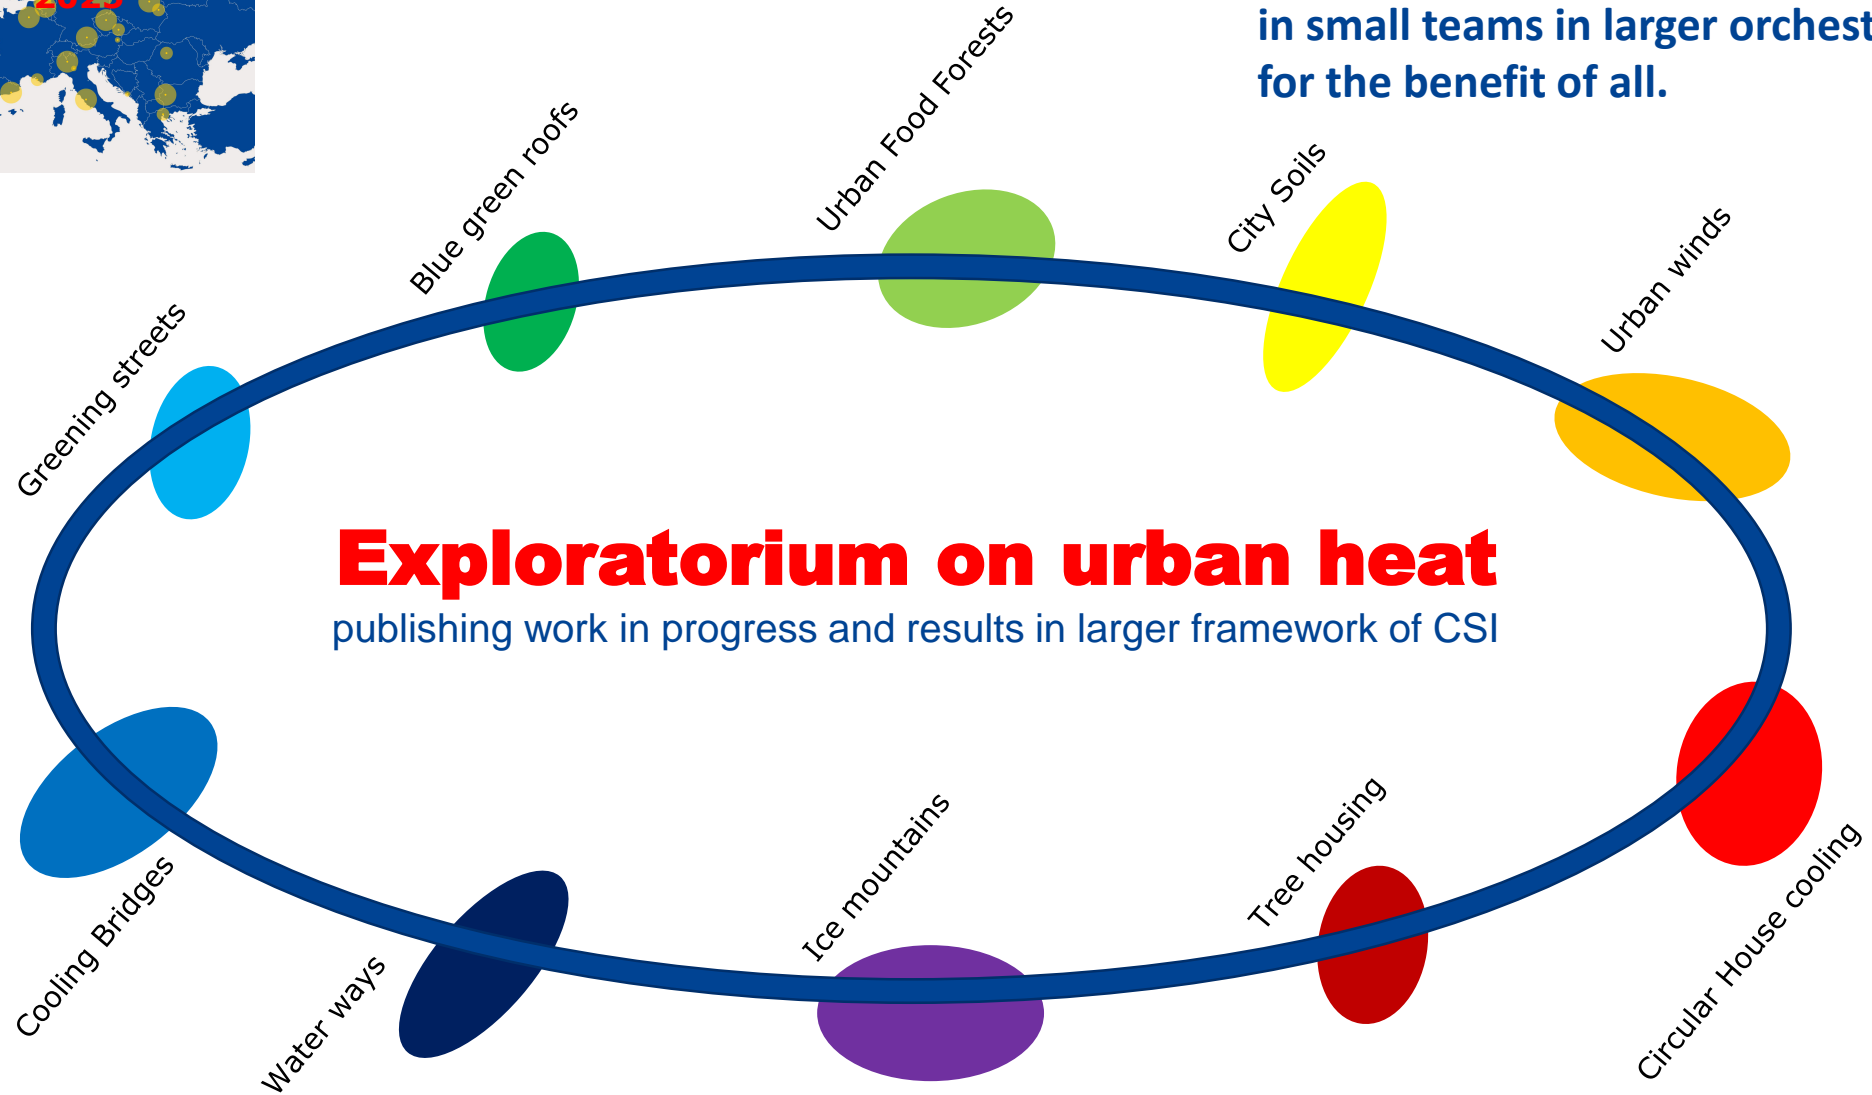 in small teams in larger
for the benefit of all.
Urban Food Forests
Blue green roofs
City Soils
Urban winds
Greening streets
Exploratorium on urban heat
publishing work in progress and results in larger framework of CSI
Ice mountains
Tree housing
Circular House cooling
Cooling Bridges
Water ways